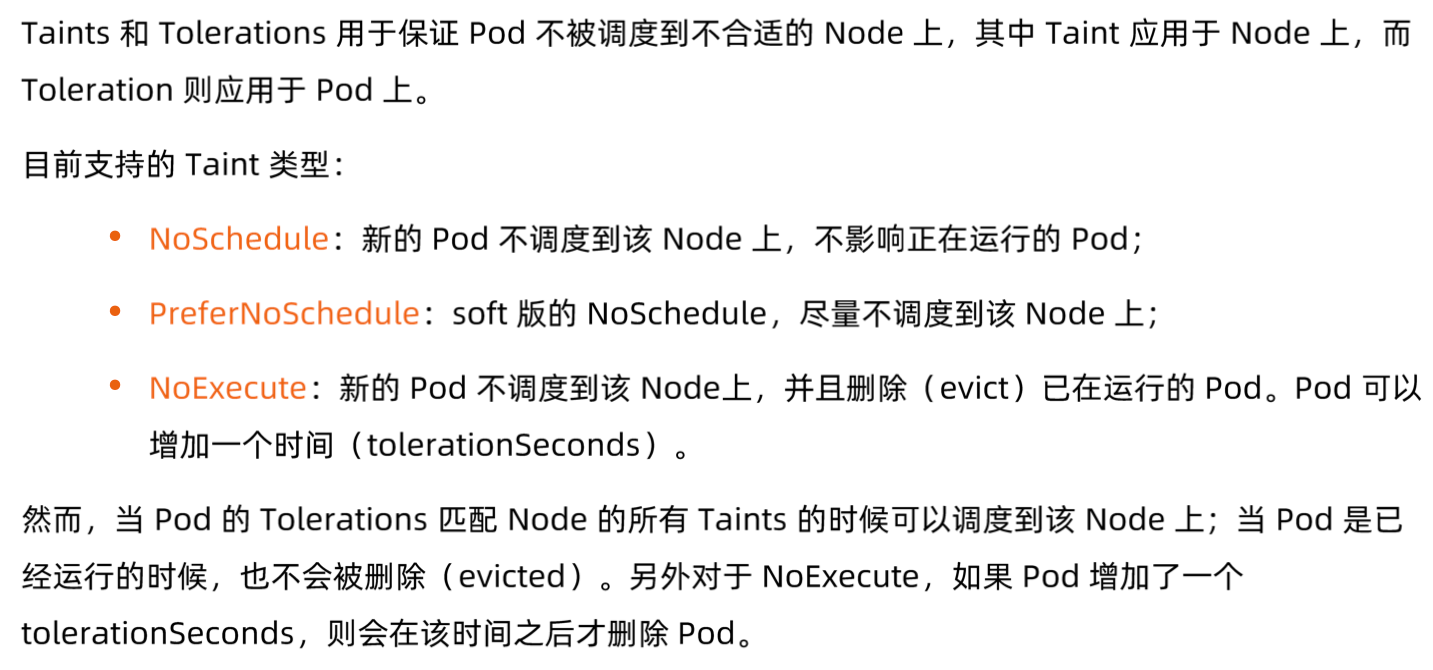 Taints 和 Tolerations 用于保证 Pod 不被调度到不合适的 Node 上，其中 Taint 应用于 Node 上，而
Toleration 则应用于 Pod 上。
目前支持的 Taint 类型：
• NoSchedule：新的 Pod 不调度到该 Node 上，不影响正在运行的 Pod；
• PreferNoSchedule：soft 版的 NoSchedule，尽量不调度到该 Node 上；
• NoExecute：新的 Pod 不调度到该 Node上，并且删除（evict）已在运行的 Pod。Pod 可以
增加一个时间（tolerationSeconds）。
然而，当 Pod 的 Tolerations 匹配 Node 的所有 Taints 的时候可以调度到该 Node 上；当 Pod 是已
经运行的时候，也不会被删除（evicted）。另外对于 NoExecute，如果 Pod 增加了一个
tolerationSeconds，则会在该时间之后才删除 Pod。